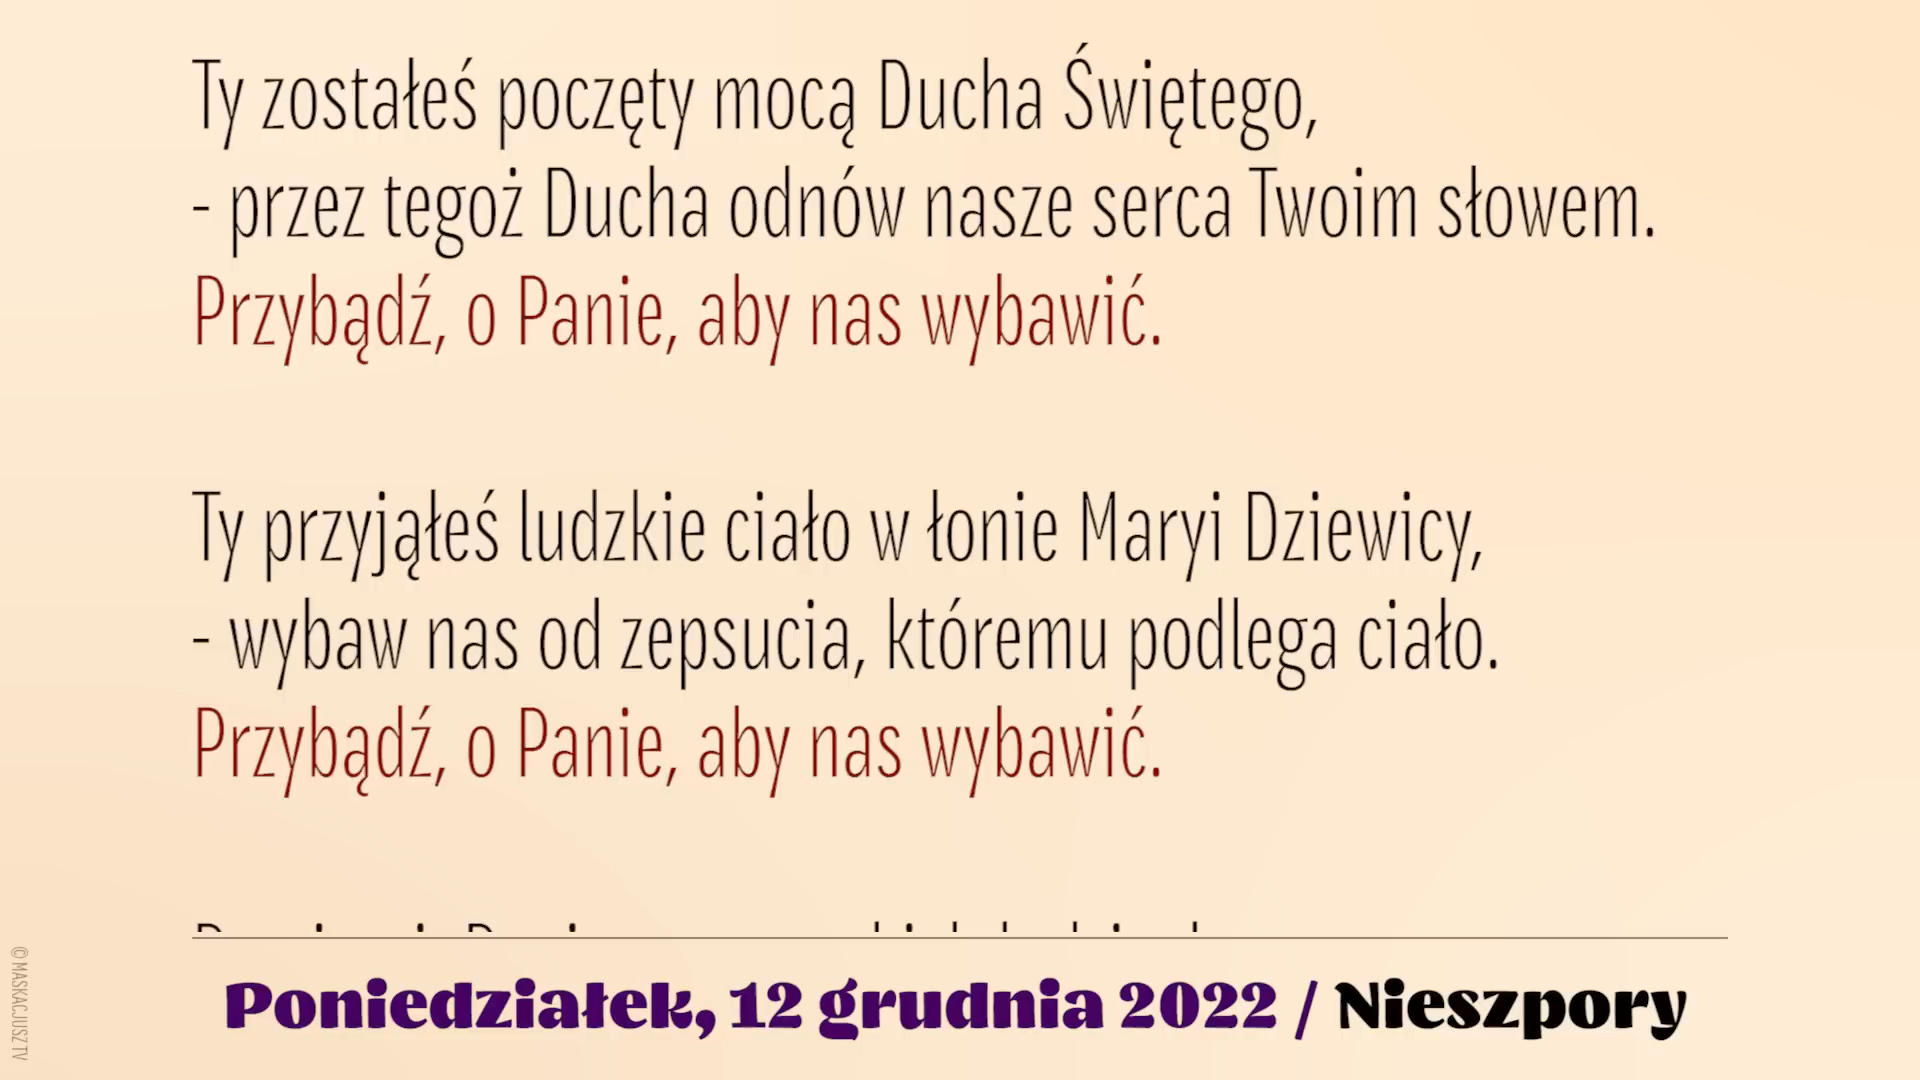 Ty zostałeś poczęty mocą Ducha Świętego,
- przez tegoż Ducha odnów nasze serca Twoim słowem.
Przybądź, o Panie, aby nas wybawić.
Ty przyjąłeś ludzkie ciało w łonie Maryi Dziewicy,
- wybaw nas od zepsucia, któremu podlega ciało.
Przybądź, o Panie, aby nas wybawić.
Poniedziałek, 12 grudnia 2022 / Nieszpory
© MASKACJUSZ TV